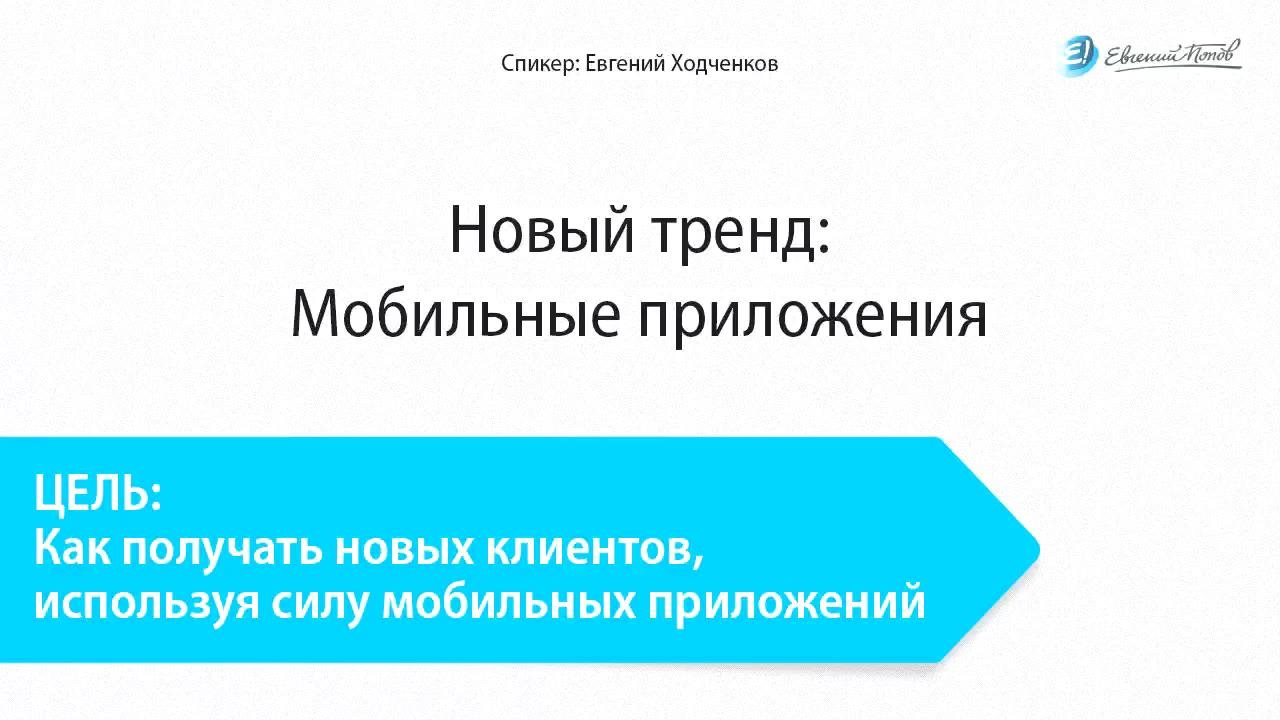 Спикер: Евгений Ходченков
Е! Евгений Попов
Новый тренд:
Мобильные приложения
ЦЕЛЬ:
Как получать новых клиентов,
используя силу мобильных приложений